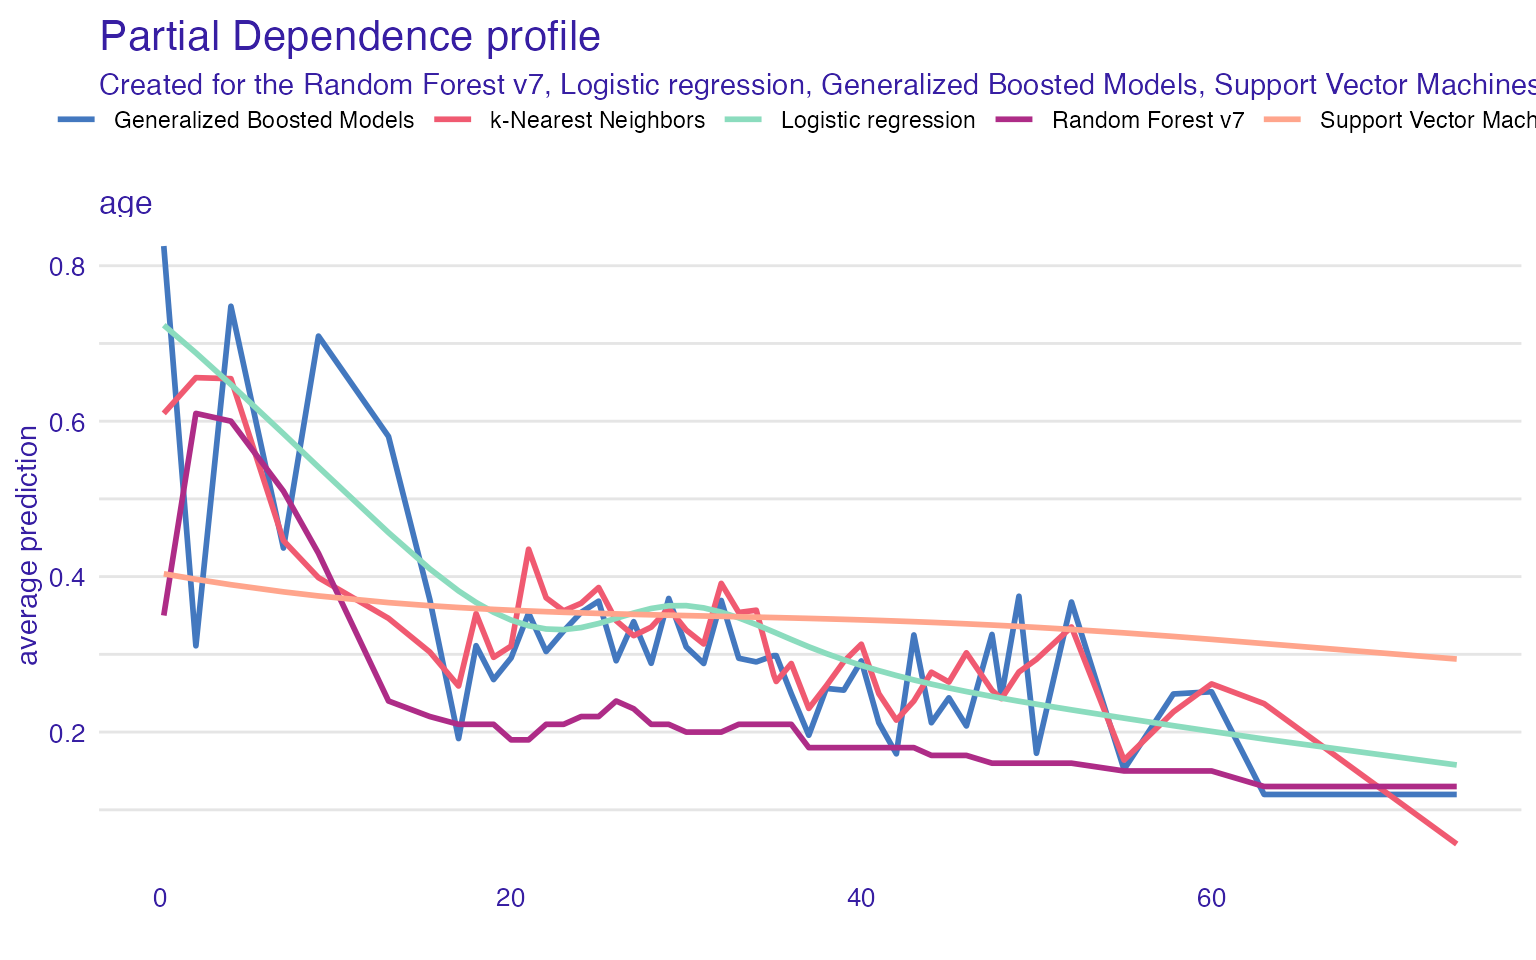 Partial Dependence profile
Created for the Random Forest v7, Logistic regression, Generalized Boosted Models, Support Vector Machines
Generalized Boosted Models k-Nearest Neighbors Logistic regression Random Forest v7 Support Vector Mach
age
average prediction
0.8
0.6
0.4
0.2
0 20 40 60